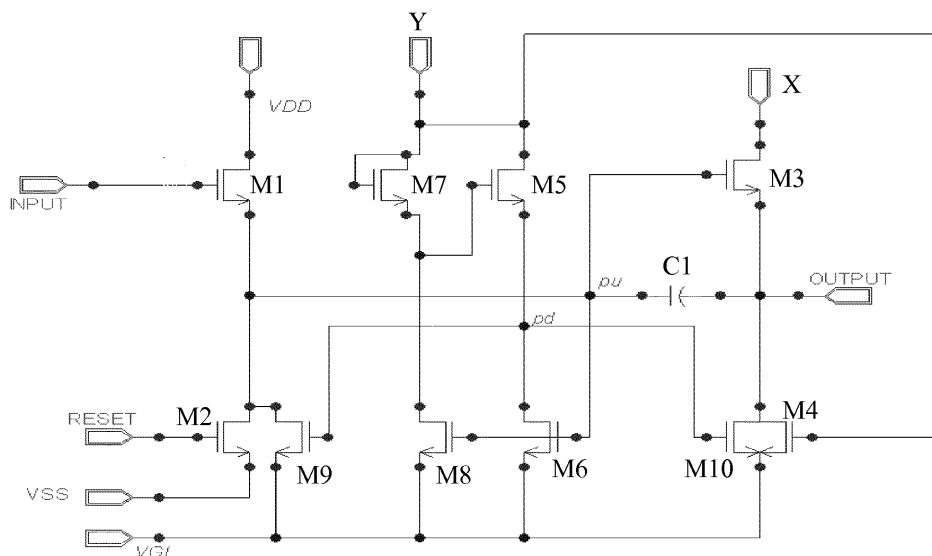 Y
X
VDD
M1
M7
M5
M3
INPUT
pu
C1
OUTPUT
pd
RESET
M2
M4
M9
M8
M6
M10
VSS
VGL